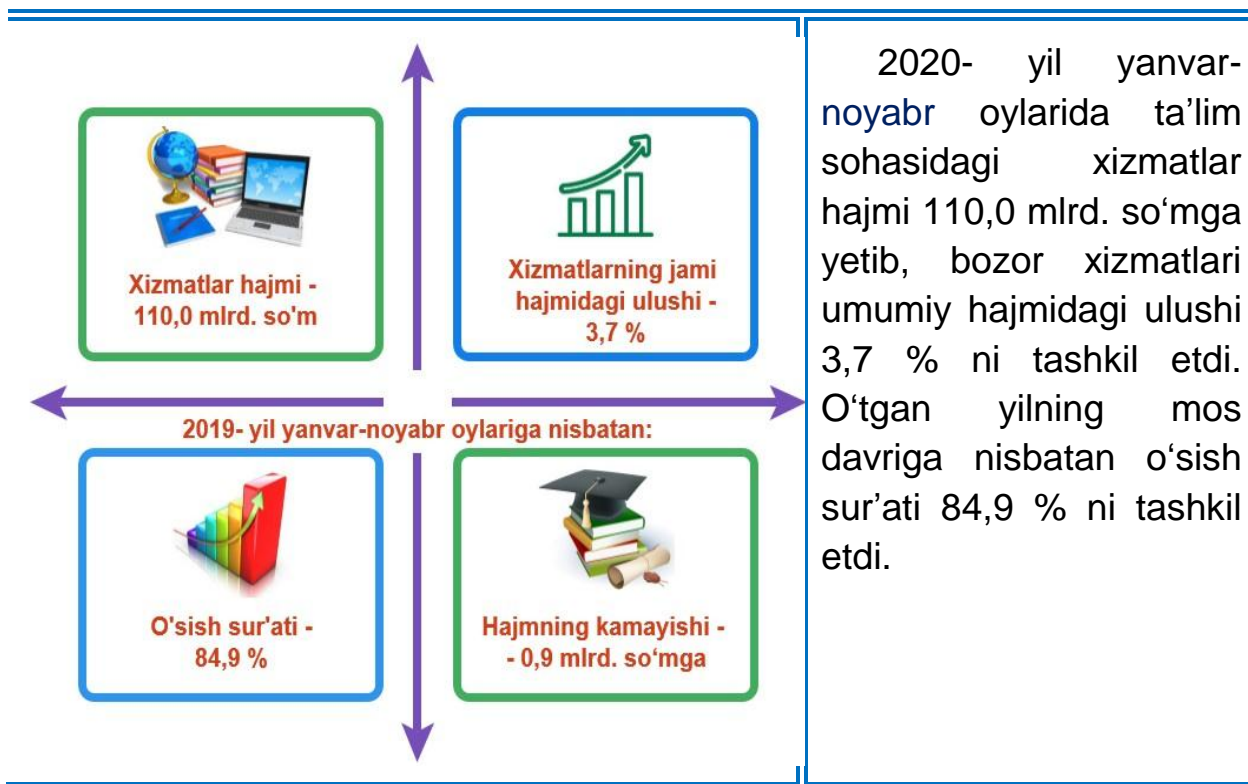 Xizmatlar hajmi -
110,0 mlrd. so'm
Xizmatlarning jami
hajmidagi ulushi -
3,7 %
2019- yil yanvar-noyabr oylariga nisbatan:
O'sish sur'ati -
84,9 %
Hajmning kamayishi -
- 0,9 mlrd. so‘mga
2020- yil yanvar-
noyabr oylarida ta’lim
sohasidagi xizmatlar
hajmi 110,0 mlrd. so‘mga
yetib, bozor xizmatlari
umumiy hajmidagi ulushi
3,7 % ni tashkil etdi.
O‘tgan yilning mos
davriga nisbatan o‘sish
sur’ati 84,9 % ni tashkil
etdi.